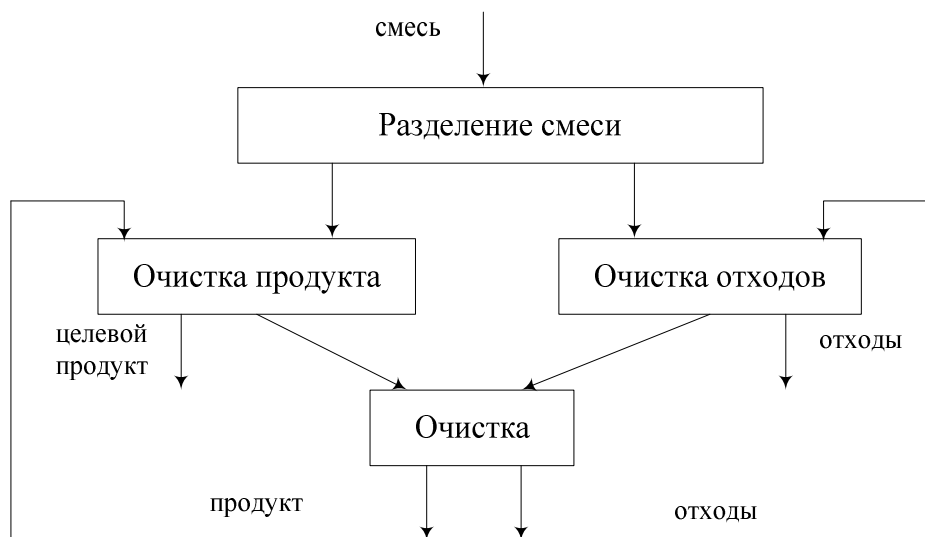 смесь
Разделение смеси
Очистка продукта
Очистка отходов
целевой
продукт
отходы
Очистка
продукт
отходы